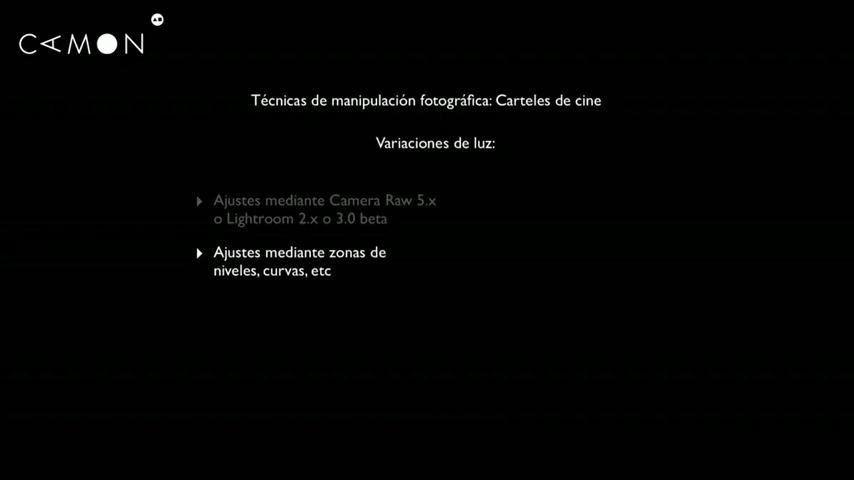 CAMON
Técnicas de manipulación fotográfica: Carteles de cine
Variaciones de luz:
Ajustes mediante Camera Raw 5.x
o Lightroom 2.x o 3.0 beta
Ajustes mediante zonas de
niveles, curvas, etc